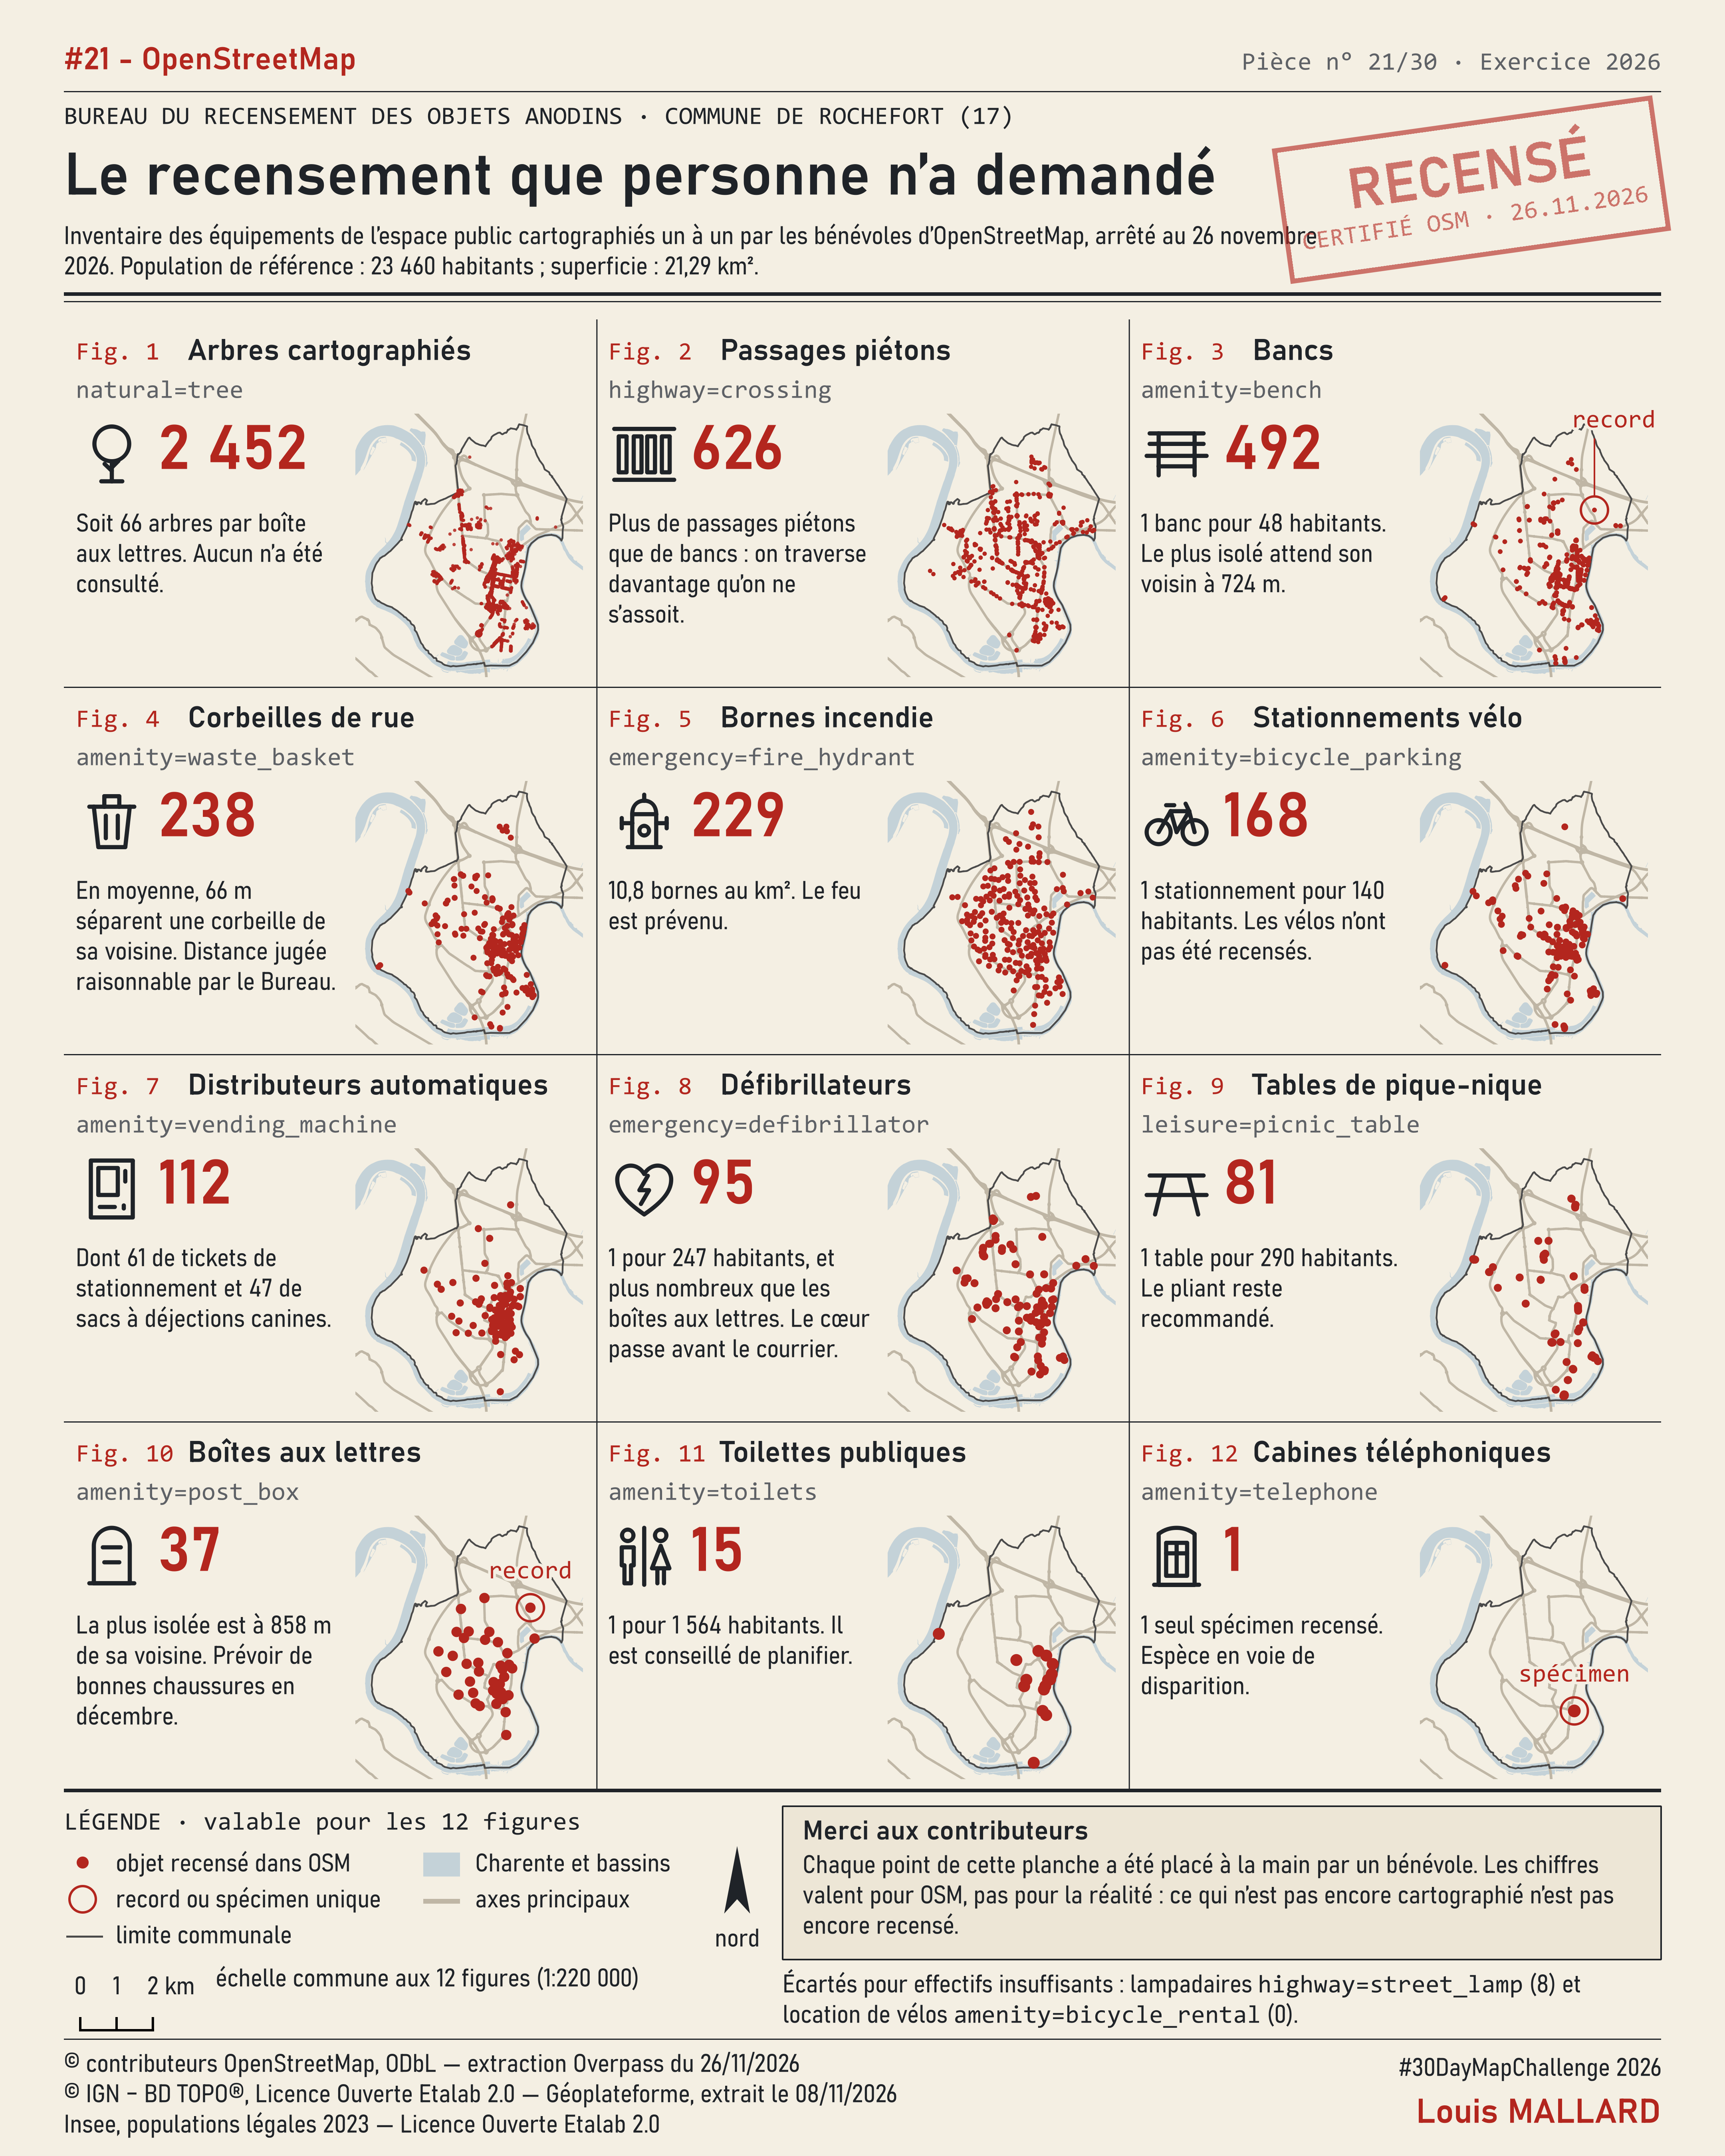 #21 - OpenStreetMap
Pièce n° 21/30 · Exercice 2026
BUREAU DU RECENSEMENT DES OBJETS ANODINS · COMMUNE DE ROCHEFORT (17)
Le recensement que personne n'a demandé
RECENSÉ
CERTIFIÉ OSM · 26.11.2026
Inventaire des équipements de l'espace public cartographiés un à un par les bénévoles d'OpenStreetMap, arrêté au 26 novembre
2026. Population de référence : 23 460 habitants ; superficie : 21,29 km².
Fig. 1 Arbres cartographiés
natural=tree
2 452
Soit 66 arbres par boîte
aux lettres. Aucun n'a été
consulté.
Fig. 2 Passages piétons
highway=crossing
626
Plus de passages piétons
que de bancs : on traverse
davantage qu'on ne
s'assoit.
Fig. 3 Bancs
amenity=bench
492
1 banc pour 48 habitants.
Le plus isolé attend son
voisin à 724 m.
record
Fig. 4 Corbeilles de rue
amenity=waste_basket
238
En moyenne, 66 m
séparent une corbeille de
sa voisine. Distance jugée
raisonnable par le Bureau.
Fig. 5 Bornes incendie
emergency=fire_hydrant
229
10,8 bornes au km². Le feu
est prévenu.
Fig. 6 Stationnements vélo
amenity=bicycle_parking
168
1 stationnement pour 140
habitants. Les vélos n'ont
pas été recensés.
Fig. 7 Distributeurs automatiques
amenity=vending_machine
112
Dont 61 de tickets de
stationnement et 47 de
sacs à déjections canines.
Fig. 8 Défibrillateurs
emergency=defibrillator
95
1 pour 247 habitants, et
plus nombreux que les
boîtes aux lettres. Le cœur
passe avant le courrier.
Fig. 9 Tables de pique-nique
leisure=picnic_table
81
1 table pour 290 habitants.
Le pliant reste
recommandé.
Fig. 10 Boîtes aux lettres
amenity=post_box
37
La plus isolée est à 858 m
de sa voisine. Prévoir de
bonnes chaussures en
décembre.
record
Fig. 11 Toilettes publiques
amenity=toilets
15
1 pour 1 564 habitants. Il
est conseillé de planifier.
Fig. 12 Cabines téléphoniques
amenity=telephone
1
1 seul spécimen recensé.
Espèce en voie de
disparition.
spécimen
LÉGENDE · valable pour les 12 figures
objet recensé dans OSM
record ou spécimen unique
limite communale
Charente et bassins
axes principaux
nord
0 1 2 km
échelle commune aux 12 figures (1:220 000)
Merci aux contributeurs
Chaque point de cette planche a été placé à la main par un bénévole. Les chiffres
valent pour OSM, pas pour la réalité : ce qui n'est pas encore cartographié n'est pas
encore recensé.
Écartés pour effectifs insuffisants : lampadaires highway=street_lamp (8) et
location de vélos amenity=bicycle_rental (0).
© contributeurs OpenStreetMap, ODbL — extraction Overpass du 26/11/2026
© IGN – BD TOPO®, Licence Ouverte Etalab 2.0 — Géoplateforme, extrait le 08/11/2026
Insee, populations légales 2023 — Licence Ouverte Etalab 2.0
#30DayMapChallenge 2026
Louis MALLARD